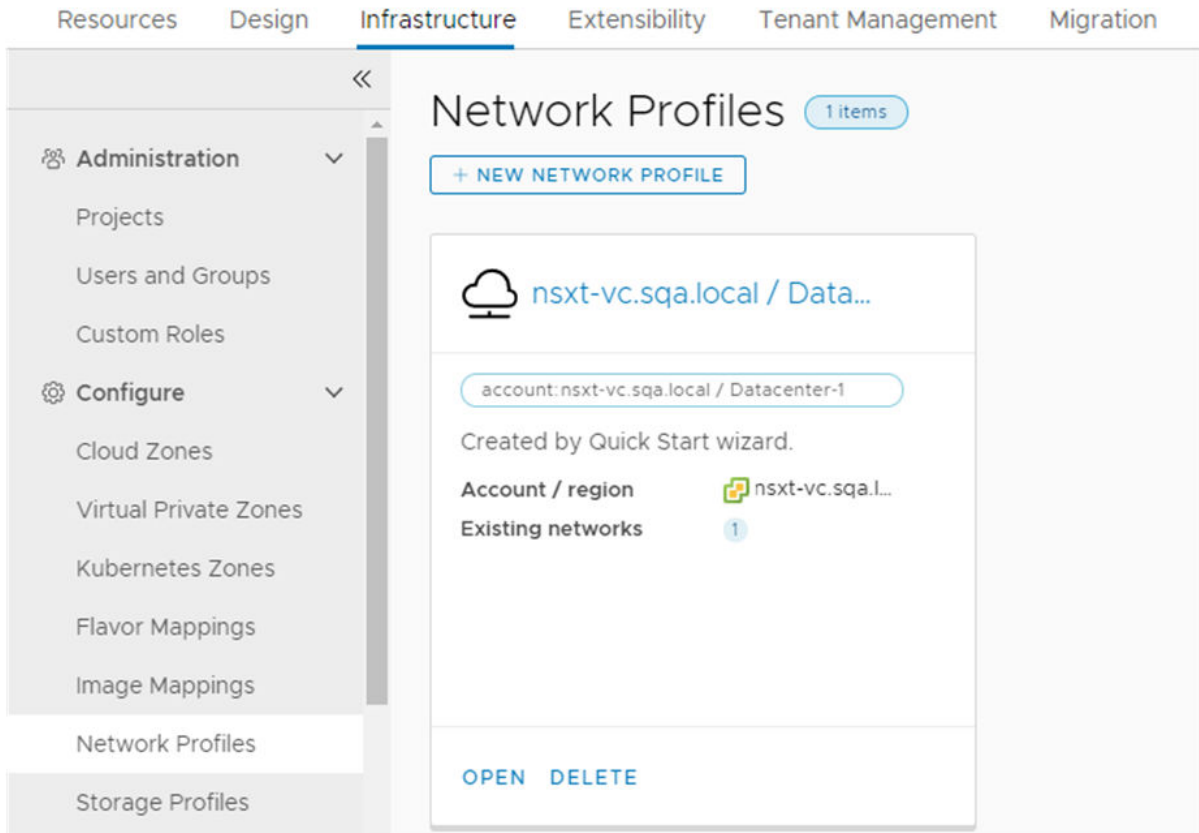 Resources Design Infrastructure Extensibility Tenant Management Migration
Administration
Projects
Users and Groups
Custom Roles
Configure
Cloud Zones
Virtual Private Zones
Kubernetes Zones
Flavor Mappings
Image Mappings
Network Profiles
Storage Profiles
Network Profiles 1 items
+ NEW NETWORK PROFILE
nsxt-vc.sqa.local / Data...
account:nsxt-vc.sqa.local / Datacenter-1
Created by Quick Start wizard.
Account / region nsxt-vc.sqa.l...
Existing networks 1
OPEN DELETE